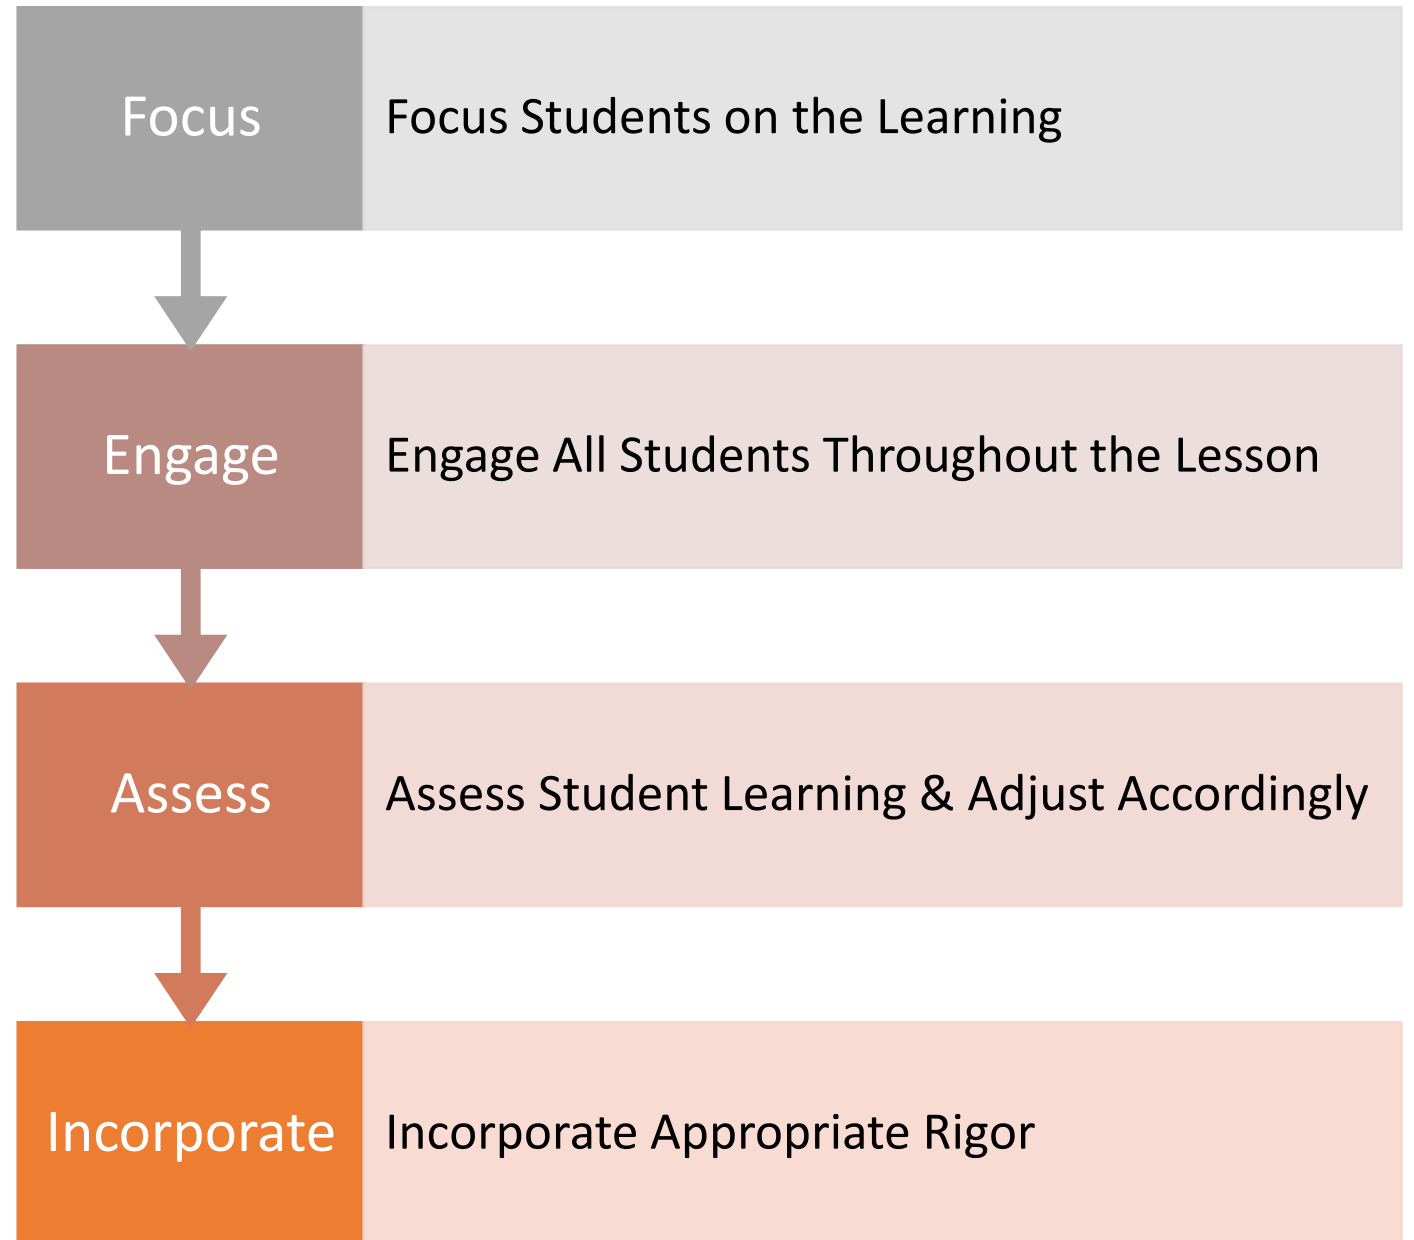 Focus
Focus Students on the Learning
Engage
Engage All Students Throughout the Lesson
Assess
Assess Student Learning & Adjust Accordingly
Incorporate
Incorporate Appropriate Rigor